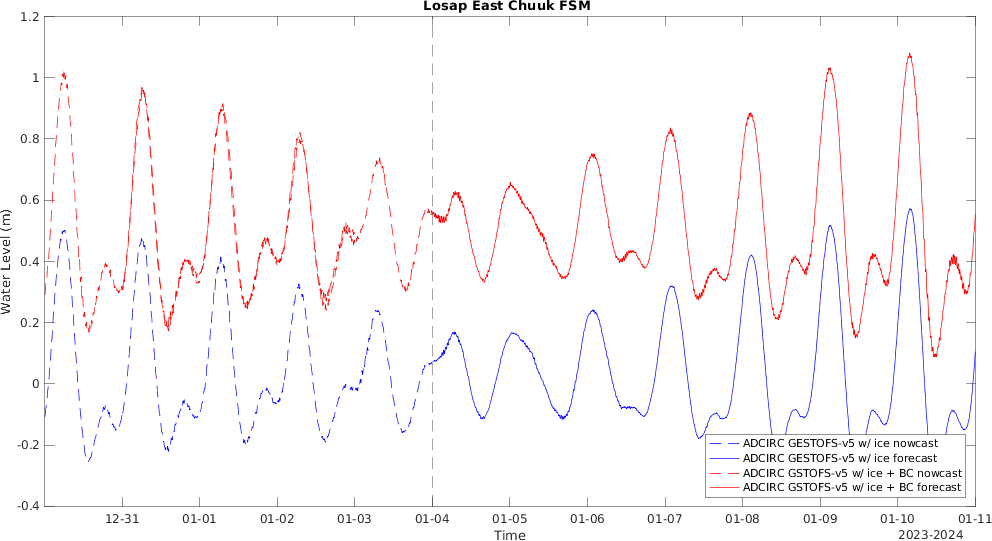 Losap East Chuuk FSM
1.2
1
0.8
0.6
0.4
0.2
0
-0.2
-0.4
Water Level (m)
ADCIRC GESTOFS-v5 w/ ice nowcast
ADCIRC GESTOFS-v5 w/ ice forecast
ADCIRC GSTOFS-v5 w/ ice + BC nowcast
ADCIRC GSTOFS-v5 w/ ice + BC forecast
12-31 01-01 01-02 01-03 01-04 01-05 01-06 01-07 01-08 01-09 01-10 01-11
Time
2023-2024